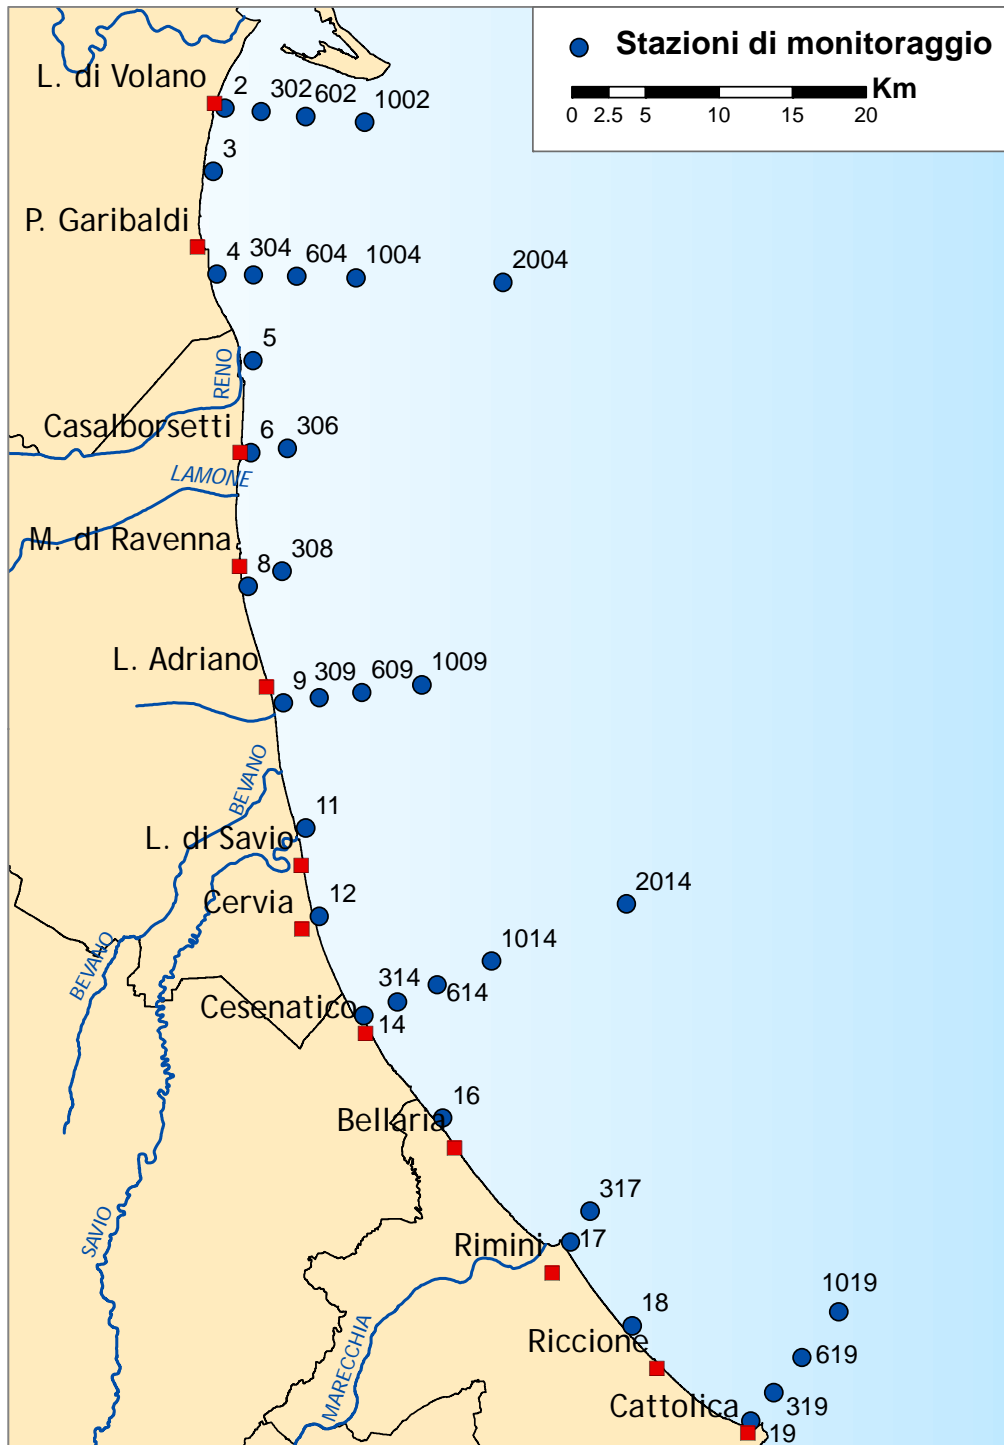 Stazioni di monitoraggio
Km
0 2.5 5 10 15 20
L. di Volano
2 302 602 1002
3
P. Garibaldi
4 304 604 1004 2004
5
RENO
Casalborsetti
6 306
LAMONE
M. di Ravenna
8 308
L. Adriano
9 309 609 1009
BEVANO
11
L. di Savio
Cervia
12
2014
1014
BEVANO
314
614
Cesenatico
14
16
Bellaria
317
17
Rimini
SAVIO
1019
18
MARECCHIA
Riccione
619
Cattolica
319
19